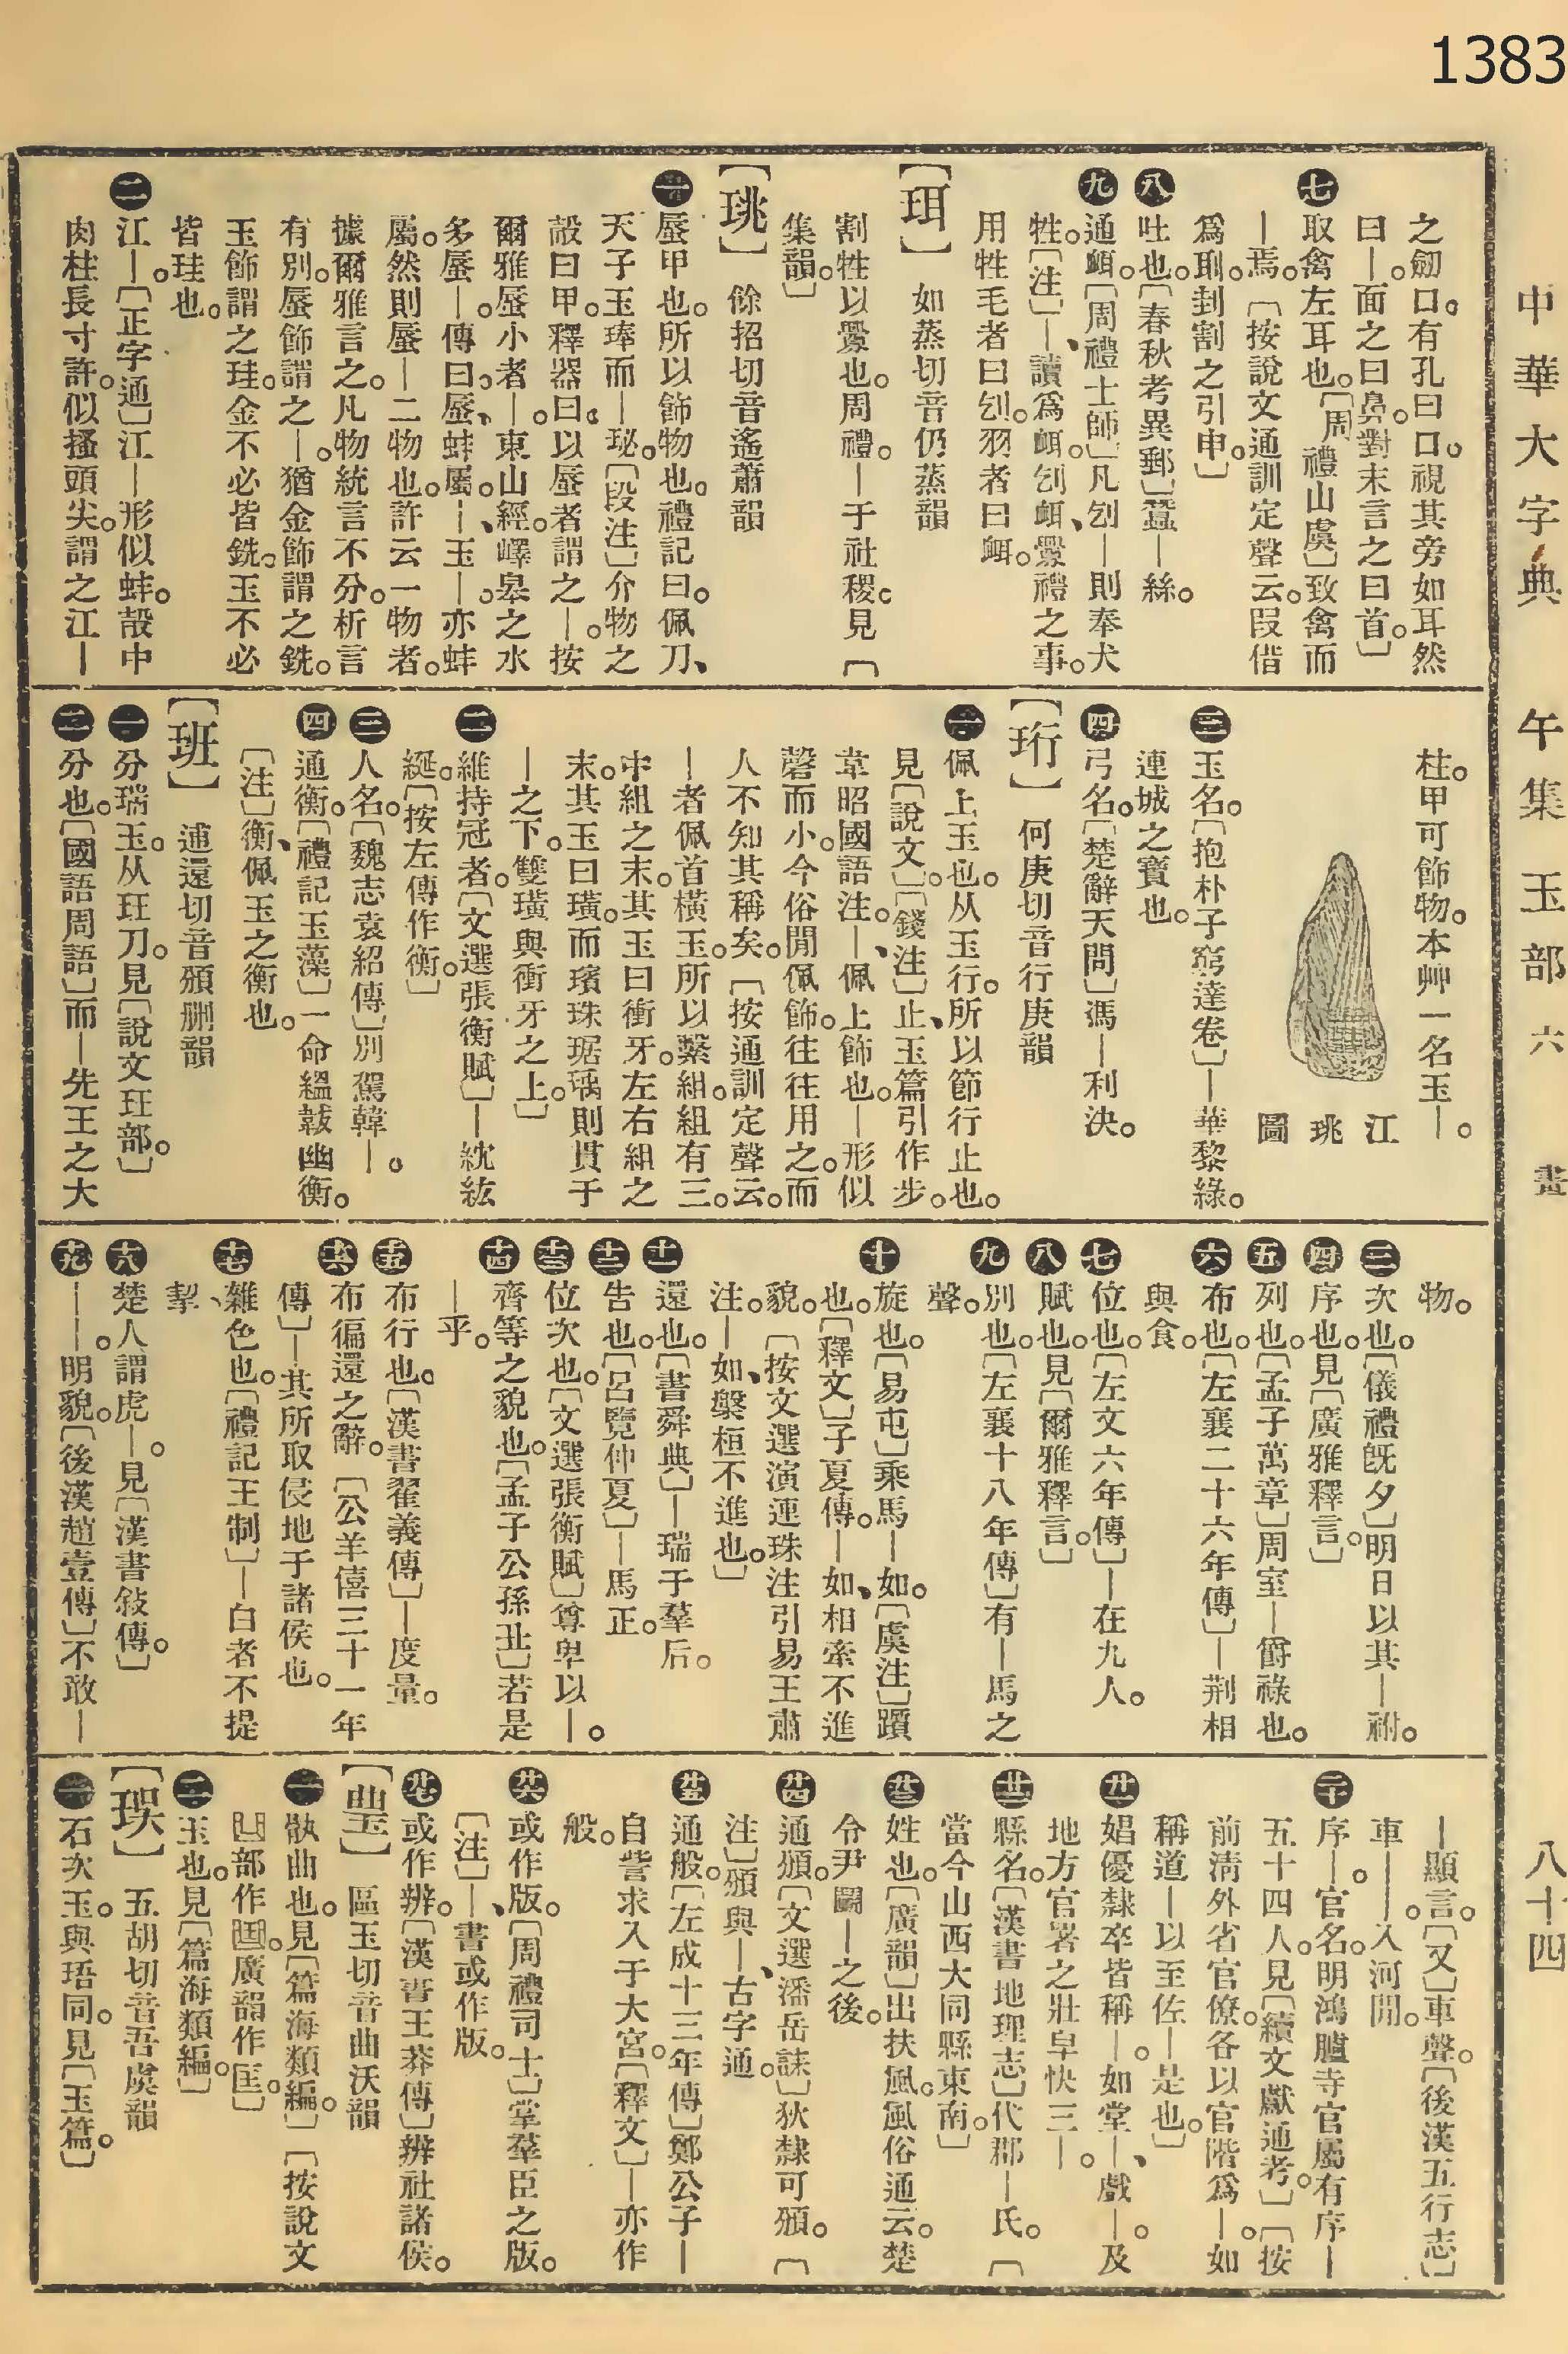 1383
中華大字典　午集　玉部　六畫　八十四
之劒口。有孔曰口。視其旁如耳然
曰—。面之曰鼻。對末言之曰首。〕
㊆取禽左耳也。〔周禮山虞〕致禽而
—焉。〔按說文通訓定聲云。叚借
爲刵。刲割之引申。〕
㊇吐也。〔春秋考異郵〕蠶—絲。
㊈通衈。〔周禮士師〕凡刉—則奉犬
牲。〔注〕—、讀爲衈。刉衈、釁禮之事。
用牲毛者曰刉。羽者曰衈。
〔珥〕如蒸切音仍蒸韻
割牲以釁也。周禮。—于社稷。見〔
集韻。〕
〔珧〕餘招切音遙蕭韻
㊀蜃甲也。所以飾物也。禮記曰。佩刀、
天子玉琫而—珌。〔段注〕介物之
殼曰甲。釋器曰。以蜃者謂之—。按
爾雅蜃小者—。東山經。嶧皋之水
多蜃—。傳曰。蜃、蚌屬。—、玉—。亦蚌
屬。然則蜃—二物也。許云一物者。
據爾雅言之。凡物統言不分。析言
有別。蜃飾謂之—。猶金飾謂之銑。
玉飾謂之珪。金不必皆銑。玉不必
皆珪也。
㊁江—。〔正字通〕江—形似蚌。殼中
肉柱長寸許。似搔頭尖。謂之江—
柱。甲可飾物。本艸一名玉—。
江珧圖
㊂玉名。〔抱朴子窮達卷〕—華黎綠。
連城之寶也。
㊃弓名。〔楚辭天問〕馮—利決。
〔珩〕何庚切音行庚韻
㊀佩上玉也。从玉行。所以節行止也。
見〔說文。〕〔錢注〕止、玉篇引作步。
韋昭國語注。—、佩上飾也。—形似
磬而小。今俗閒佩飾。往往用之。而
人不知其稱矣。〔按通訓定聲云。
—者佩首橫玉。所以繫組。組有三。
中組之末。其玉曰衝牙。左右組之
末。其玉曰璜。而璸珠琚瑀則貫于
—之下。雙璜與衝牙之上。〕
㊁維持冠者。〔文選張衡賦〕—紞紘
綖。〔按左傳作衡。〕
㊂人名。〔魏志袁紹傳〕別駕韓—。
㊃通衡。〔禮記玉藻〕一命縕韍幽衡。
〔注〕衡、佩玉之衡也。
〔班〕逋還切音頒刪韻
㊀分瑞玉。从玨刀。見〔說文玨部。〕
㊁分也。〔國語周語〕而—先王之大
物。
㊂次也。〔儀禮旣夕〕明日以其—祔。
㊃序也。見〔廣雅釋言。〕
㊄列也。〔孟子萬章〕周室—爵祿也。
㊅布也。〔左襄二十六年傳〕—荆相
與食。
㊆位也。〔左文六年傳〕—在九人。
㊇賦也。見〔爾雅釋言。〕
㊈別也。〔左襄十八年傳〕有—馬之
聲。
㊉旋也。〔易屯〕乘馬—如。〔虞注〕躓
也。〔釋文〕子夏傳。—如、相牽不進
貌。〔按文選演連珠注引易王肅
注。—如、槃桓不進也。〕
十一還也。〔書舜典〕—瑞于羣后。
十二告也。〔呂覽仲夏〕—馬正。
十三位次也。〔文選張衡賦〕尊卑以—。
十四齊等之貌也。〔孟子公孫丑〕若是
—乎。
十五布行也。〔漢書翟義傳〕—度量。
十六布徧還之辭。〔公羊僖三十一年
傳〕—其所取侵地于諸侯也。
十七雜色也。〔禮記王制〕—白者不提
挈、
十八楚人謂虎—。見〔漢書敍傳。〕
十九——。明貌。〔後漢趙壹傳〕不敢—
—顯言。〔又〕車聲。〔後漢五行志〕
車——。入河閒。
二十序—。官名。明鴻臚寺官屬有序—
五十四人。見〔續文獻通考。〕〔按
前淸外省官僚。各以官階爲—。如
稱道—以至佐—是也。〕
廿一娼優隸卒皆稱—。如堂—、戲—。及
地方官署之壯皁快三—。
廿二縣名。〔漢書地理志〕代郡—氏。〔
當今山西大同縣東南。〕
廿三姓也。〔廣韻〕出扶風。風俗通云。楚
令尹鬭—之後。
廿四通頒。〔文選潘岳誄〕狄隸可頒。〔
注〕頒與—、古字通。
廿五通般。〔左成十三年傳〕鄭公子—
自訾求入于大宮。〔釋文〕—亦作
般。
廿六或作版。〔周禮司士〕掌羣臣之版。
〔注〕—、書或作版。
廿七或作辨。〔漢書王莽傳〕辨社諸侯。
區玉切音曲沃韻
㊀骫曲也。見〔篇海類編〕〔按說文
㊁玉也。見〔篇海類編。〕
〔珸〕五胡切音吾虞韻
㊀石次玉。與珸同。見〔玉篇。〕